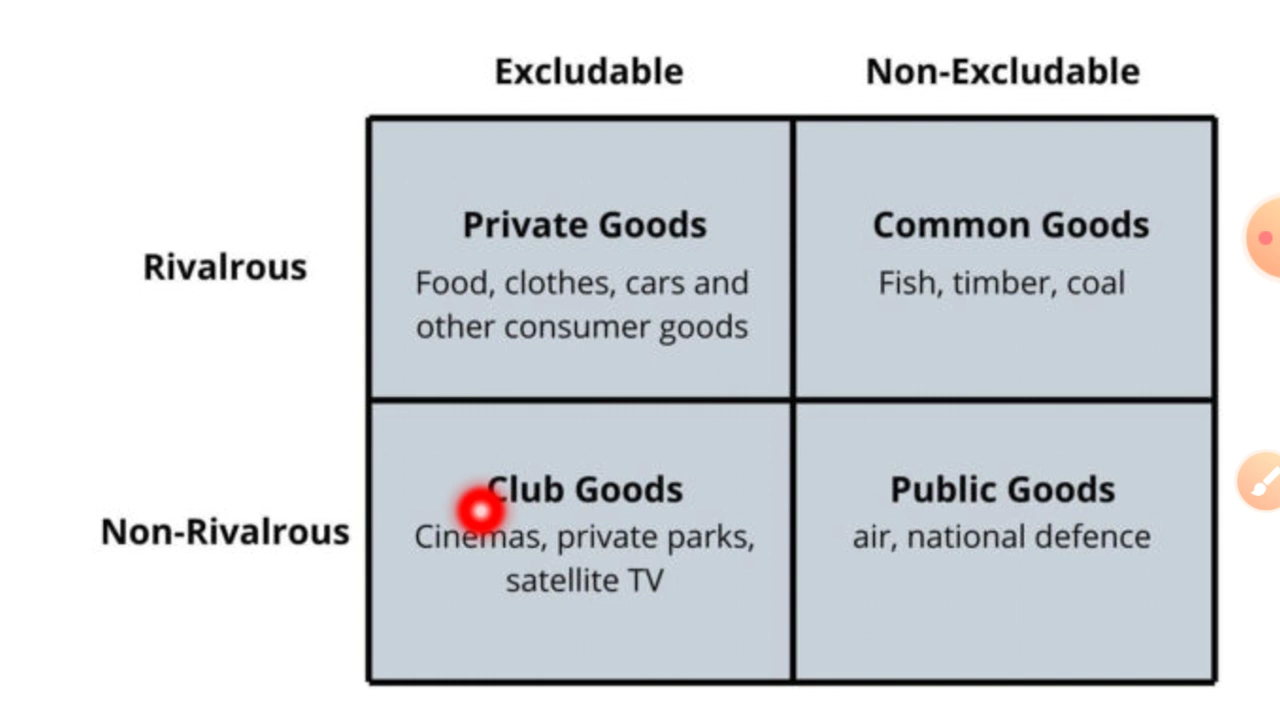 Excludable
Non-Excludable
Rivalrous
Private Goods
Food, clothes, cars and
other consumer goods
Common Goods
Fish, timber, coal
Non-Rivalrous
Club Goods
Cinemas, private parks,
satellite TV
Public Goods
air, national defence